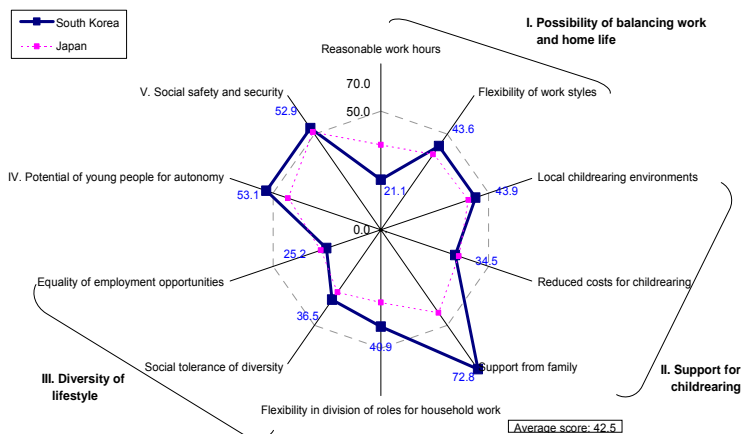 South Korea
Japan
I. Possibility of balancing work
and home life
Reasonable work hours
70.0
50.0
V. Social safety and security
52.9
Flexibility of work styles
43.6
IV. Potential of young people for autonomy
53.1
Local childrearing environments
43.9
21.1
0.0
25.2
34.5
Equality of employment opportunities
Reduced costs for childrearing
36.5
40.9
Social tolerance of diversity
Support from family
72.8
III. Diversity of
lifestyle
II. Support for
childrearing
Flexibility in division of roles for household work
Average score: 42.5